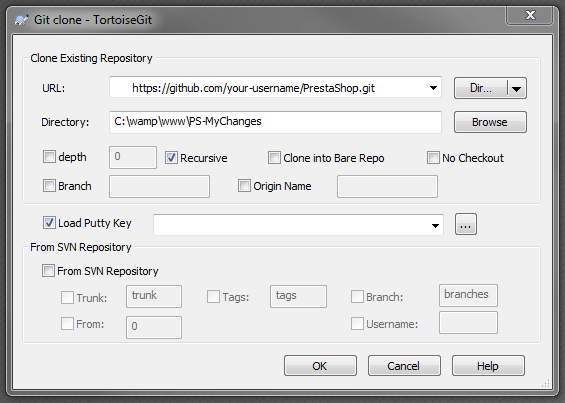 Git clone - TortoiseGit
Clone Existing Repository
URL: https://github.com/your-username/PrestaShop.git Dir...
Directory: C:\wamp\www\PS-MyChanges Browse
depth 0 Recursive Clone into Bare Repo No Checkout
Branch Origin Name
Load Putty Key ...
From SVN Repository
From SVN Repository
Trunk: trunk Tags: tags Branch: branches
From: 0 Username:
OK Cancel Help